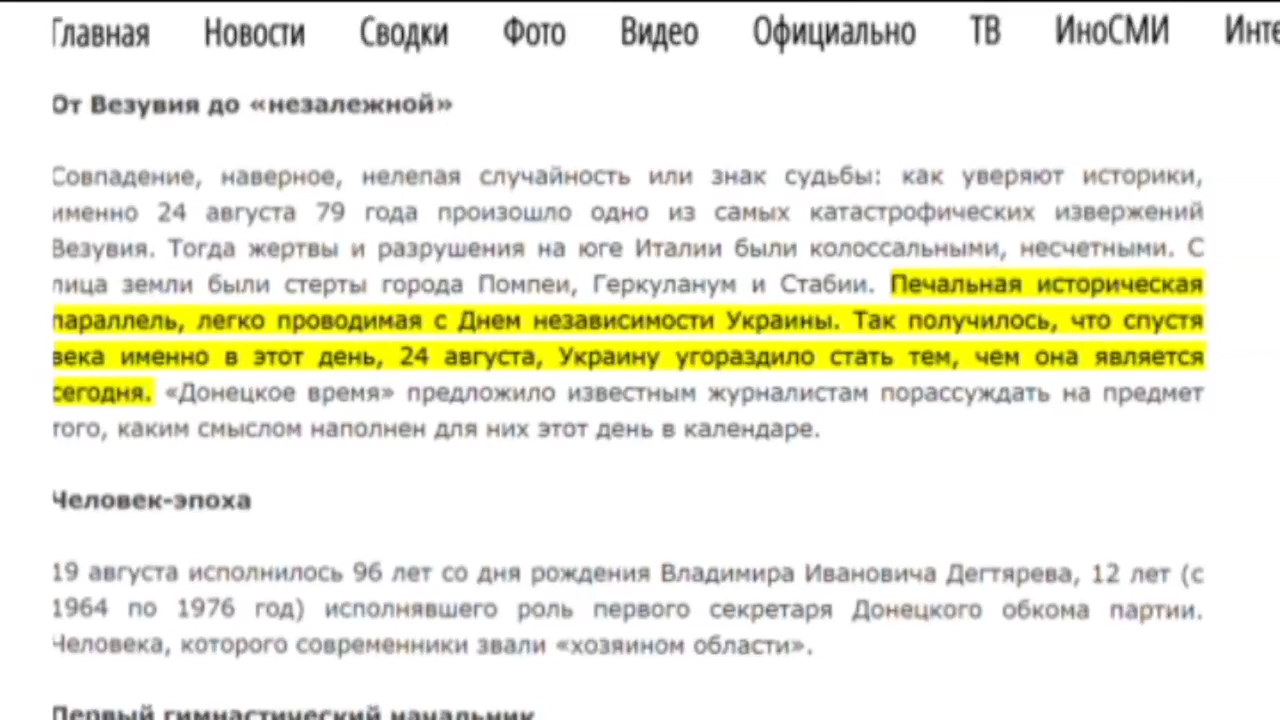 Главная Новости Сводки Фото Видео Официально ТВ ИноСМИ Инте
От Везувия до «незалежной»
Совпадение, наверное, нелепая случайность или знак судьбы: как уверяют историки,
именно 24 августа 79 года произошло одно из самых катастрофических извержений
Везувия. Тогда жертвы и разрушения на юге Италии были колоссальными, несчетными. С
лица земли были стерты города Помпеи, Геркуланум и Стабии. Печальная историческая
параллель, легко проводимая с Днем независимости Украины. Так получилось, что спустя
века именно в этот день, 24 августа, Украину угораздило стать тем, чем она является
сегодня. «Донецкое время» предложило известным журналистам порассуждать на предмет
того, каким смыслом наполнен для них этот день в календаре.
Человек-эпоха
19 августа исполнилось 96 лет со дня рождения Владимира Ивановича Дегтярева, 12 лет (с
1964 по 1976 год) исполнявшего роль первого секретаря Донецкого обкома партии.
Человека, которого современники звали «хозяином области».
Первый гимнастический начальник